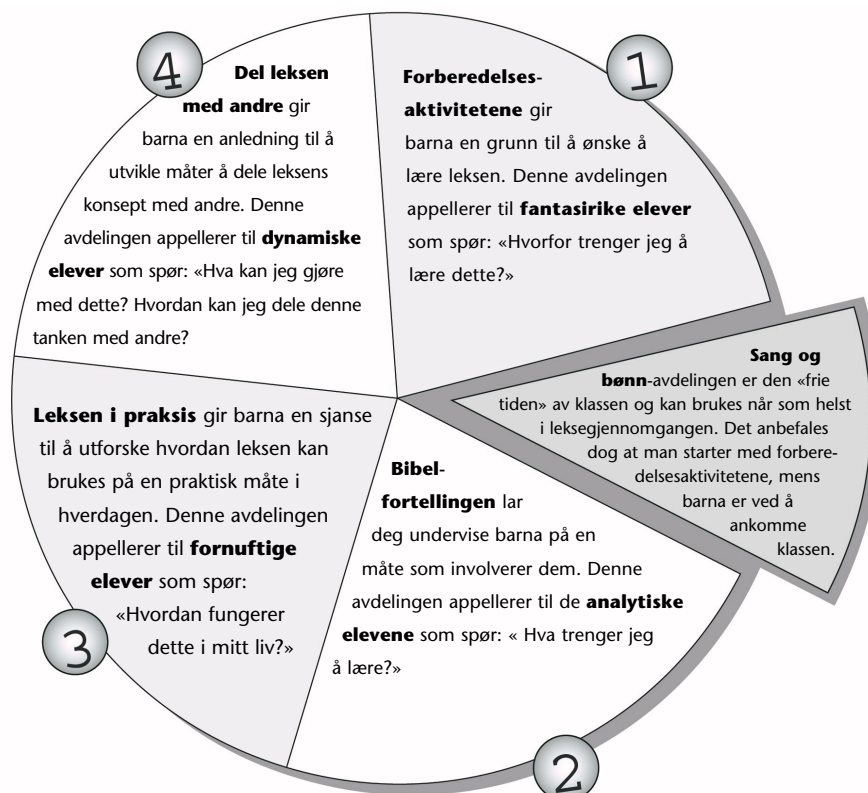 1
Forberedelses-
aktivitetene gir
barna en grunn til å ønske å
lære leksen. Denne avdelingen
appellerer til fantasirike elever
som spør: «Hvorfor trenger jeg å
lære dette?»
Sang og
bønn-avdelingen er den «frie
tiden» av klassen og kan brukes når som helst
i leksegjennomgangen. Det anbefales
dog at man starter med forbere-
delsesaktivitetene, mens
barna er ved å
ankomme
klassen.
2
Bibel-
fortellingen lar
deg undervise barna på en
måte som involverer dem. Denne
avdelingen appellerer til de analytiske
elevene som spør: « Hva trenger jeg
å lære?»
3
Leksen i praksis gir barna en sjanse
til å utforske hvordan leksen kan
brukes på en praktisk måte i
hverdagen. Denne avdelingen
appellerer til fornuftige
elever som spør:
«Hvordan fungerer
dette i mitt liv?»
4
Del leksen
med andre gir
barna en anledning til å
utvikle måter å dele leksens
konsept med andre. Denne
avdelingen appellerer til dynamiske
elever som spør: «Hva kan jeg gjøre
med dette? Hvordan kan jeg dele denne
tanken med andre?